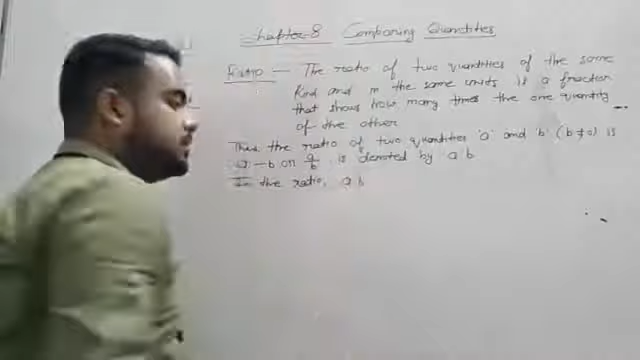 Chapter-8 Comparing Quantities
Ratio — The ratio of two quantities of the same
kind and in the same units is a fraction
that shows how many times the one quantity
of the other
Thus the ratio of two quantities 'a' and 'b' (b≠0) is
a÷b or a/b is denoted by a b
In the ratio, a b